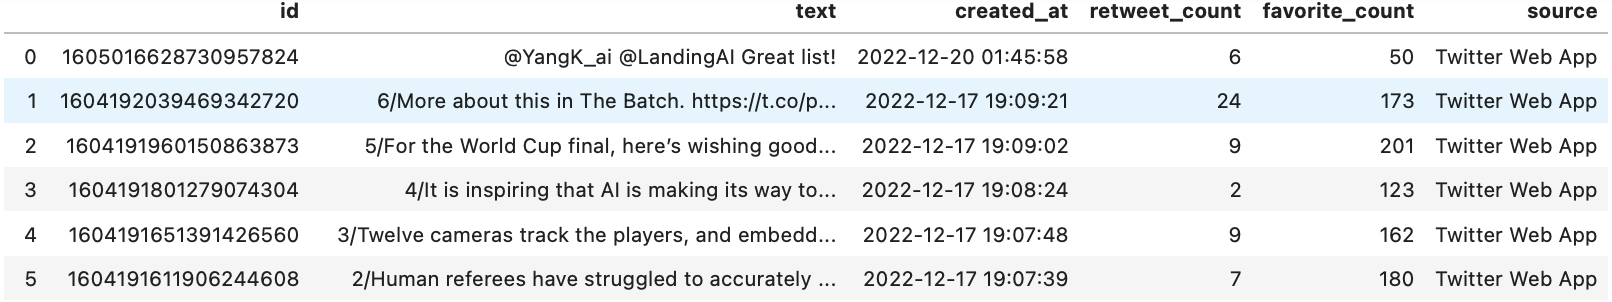 id text created_at retweet_count favorite_count source
0 1605016628730957824 @YangK_ai @LandingAI Great list! 2022-12-20 01:45:58 6 50 Twitter Web App
1 1604192039469342720 6/More about this in The Batch. https://t.co/p... 2022-12-17 19:09:21 24 173 Twitter Web App
2 1604191960150863873 5/For the World Cup final, here’s wishing good... 2022-12-17 19:09:02 9 201 Twitter Web App
3 1604191801279074304 4/It is inspiring that AI is making its way to... 2022-12-17 19:08:24 2 123 Twitter Web App
4 1604191651391426560 3/Twelve cameras track the players, and embedd... 2022-12-17 19:07:48 9 162 Twitter Web App
5 1604191611906244608 2/Human referees have struggled to accurately ... 2022-12-17 19:07:39 7 180 Twitter Web App